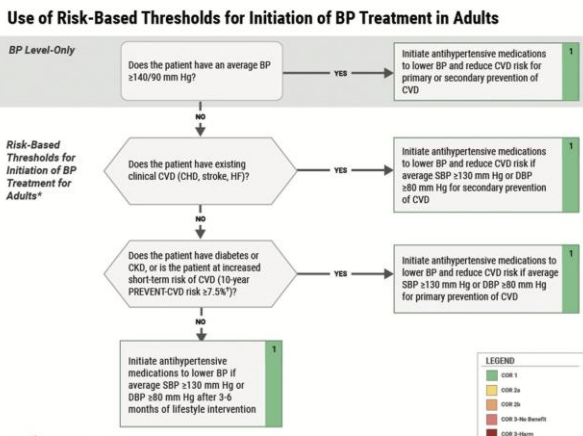 Use of Risk-Based Thresholds for Initiation of BP Treatment in Adults
BP Level-Only
Does the patient have an average BP
≥140/90 mm Hg?
YES
Initiate antihypertensive medications
to lower BP and reduce CVD risk for
primary or secondary prevention of
CVD
1
NO
Risk-Based
Thresholds for
Initiation of BP
Treatment for
Adults*
Does the patient have existing
clinical CVD (CHD, stroke, HF)?
YES
Initiate antihypertensive medications
to lower BP and reduce CVD risk if
average SBP ≥130 mm Hg or DBP
≥80 mm Hg for secondary prevention
of CVD
1
NO
Does the patient have diabetes or
CKD, or is the patient at increased
short-term risk of CVD (10-year
PREVENT-CVD risk ≥7.5%†)?
YES
Initiate antihypertensive medications to
lower BP and reduce CVD risk if average
SBP ≥130 mm Hg or DBP ≥80 mm Hg
for primary prevention of CVD
1
NO
Initiate antihypertensive
medications to lower BP if
average SBP ≥130 mm Hg or
DBP ≥80 mm Hg after 3-6
months of lifestyle intervention
1
LEGEND
COR 1
COR 2a
COR 2b
COR 3-No Benefit
COR 3-Harm